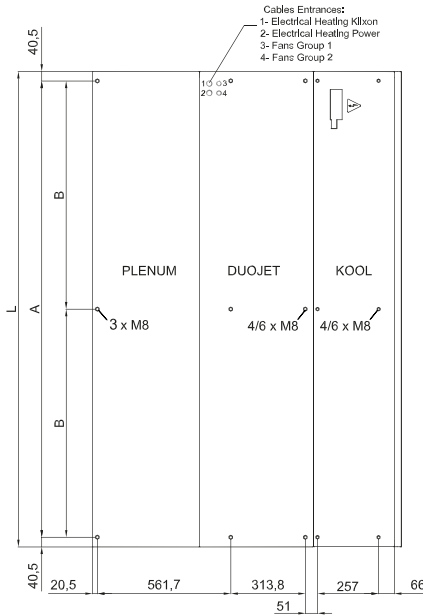 Cables Entrances:
1- Electrical Heating Klixon
2- Electrical Heating Power
3- Fans Group 1
4- Fans Group 2
40,5
1 3
2 4
B
PLENUM
DUOJET
KOOL
L
A
3 x M8
4/6 x M8
4/6 x M8
B
40,5
20,5
561,7
313,8
257
66
51